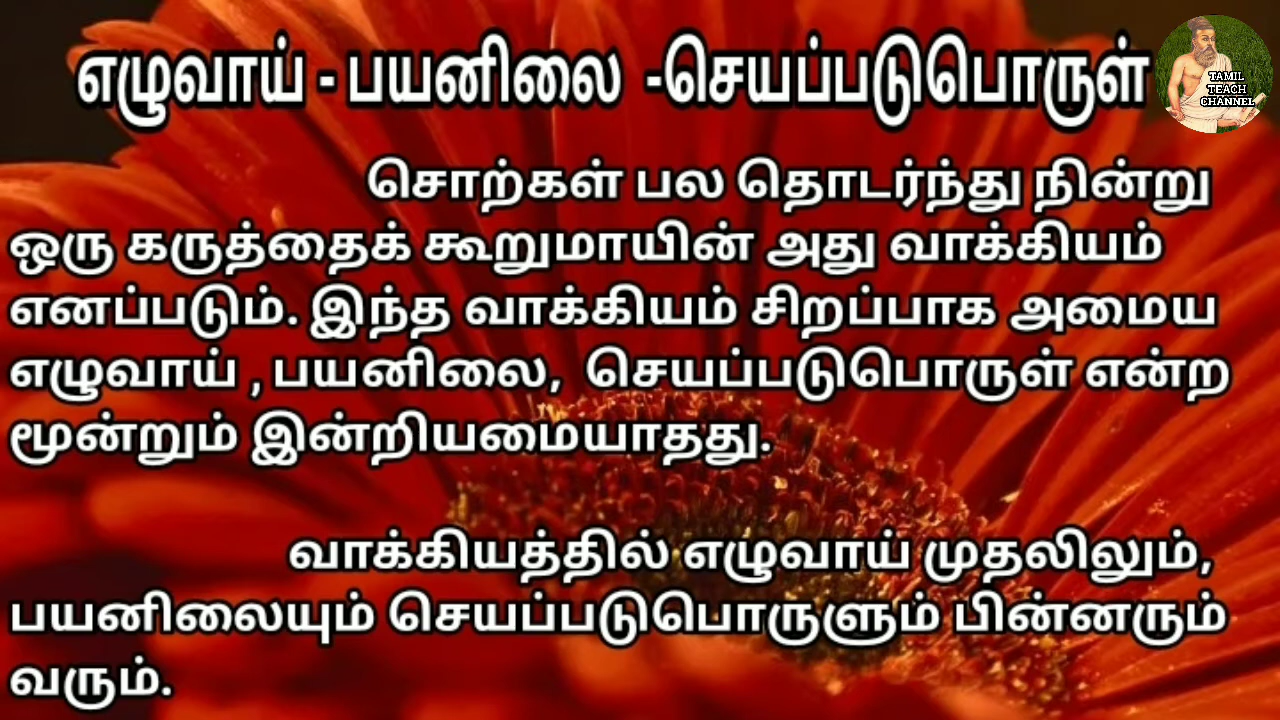 எழுவாய் - பயனிலை -செயப்படுபொருள்
TAMIL
TEACH
CHANNEL
சொற்கள் பல தொடர்ந்து நின்று
ஒரு கருத்தைக் கூறுமாயின் அது வாக்கியம்
எனப்படும். இந்த வாக்கியம் சிறப்பாக அமைய
எழுவாய் , பயனிலை, செயப்படுபொருள் என்ற
மூன்றும் இன்றியமையாதது.
வாக்கியத்தில் எழுவாய் முதலிலும்,
பயனிலையும் செயப்படுபொருளும் பின்னரும்
வரும்.